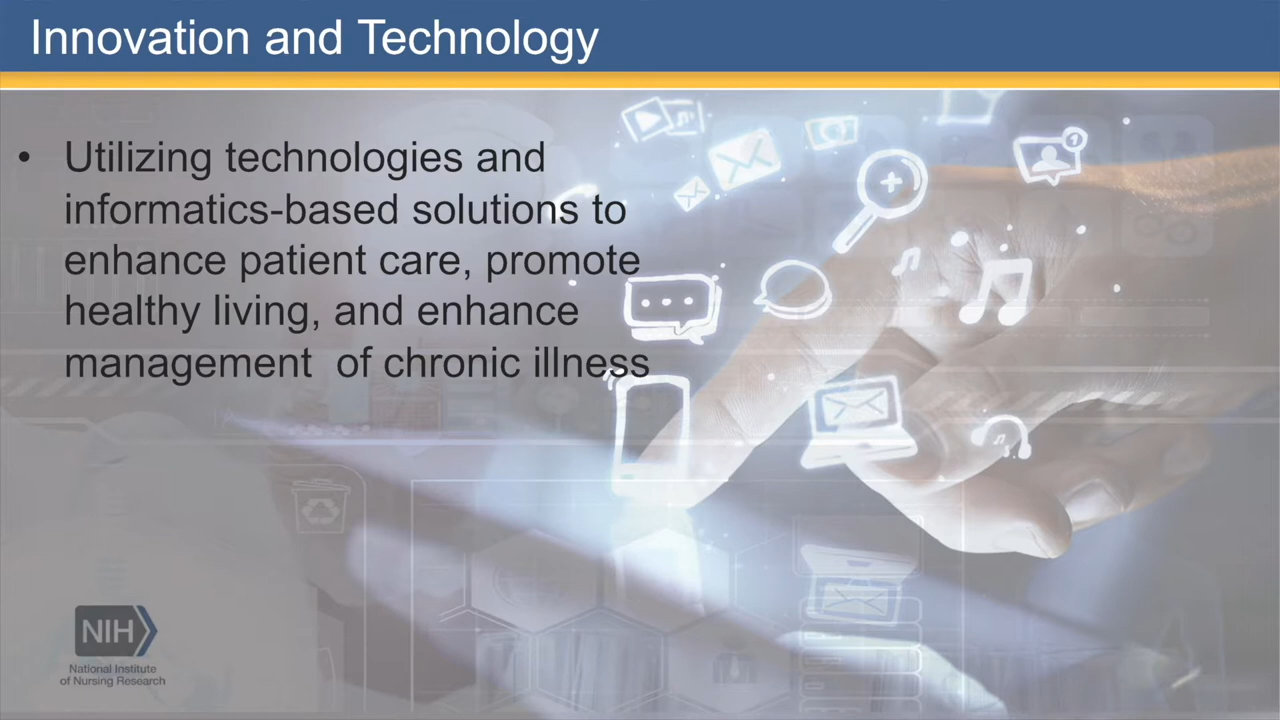 Innovation and Technology
• Utilizing technologies and
informatics-based solutions to
enhance patient care, promote
healthy living, and enhance
management  of chronic illness
1
NIH
National Institute
of Nursing Research